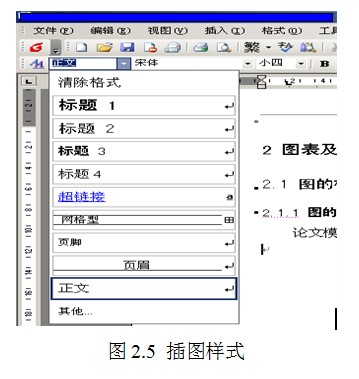 文件(F) 编辑(E) 视图(V) 插入(I) 格式(O) 工
繁
正文 宋体 小四 B
清除格式
标题 1
标题 2
标题 3
标题 4
超链接 a
网格型
页脚
页眉
正文
其他...
2 图表及
2.1 图的
2.1.1 图的
论文模
图 2.5 插图样式